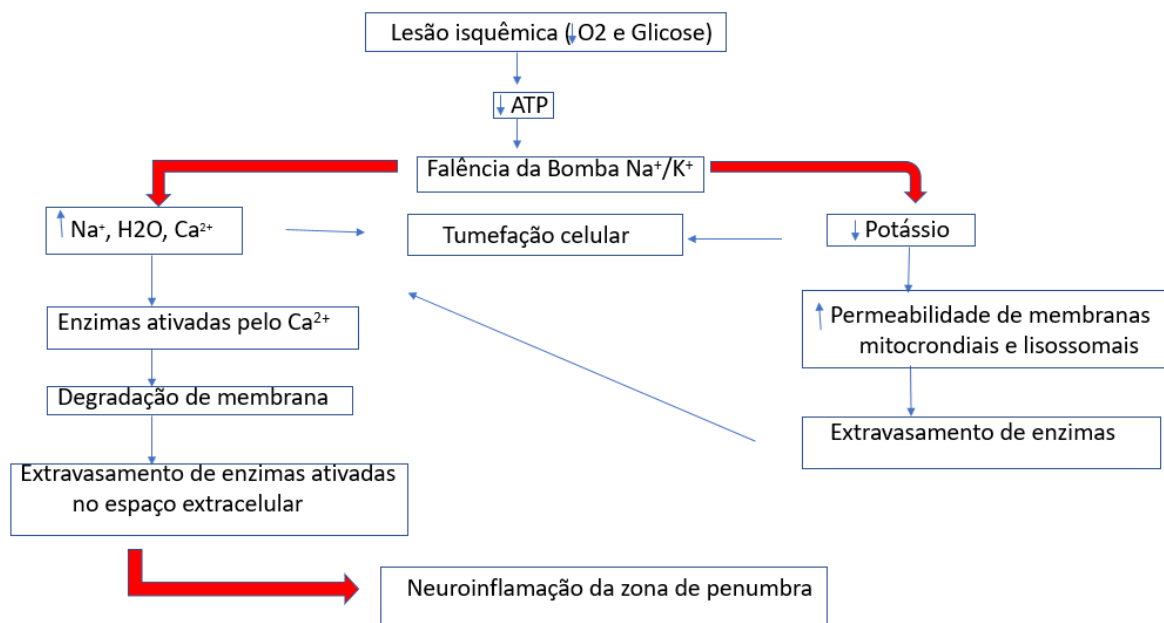 Lesão isquêmica (↓O2 e Glicose)
↓ ATP
Falência da Bomba Na⁺/K⁺
↑ Na⁺, H2O, Ca²⁺
Tumefação celular
↓ Potássio
Enzimas ativadas pelo Ca²⁺
↑ Permeabilidade de membranas
mitocrondiais e lisossomais
Degradação de membrana
Extravasamento de enzimas
Extravasamento de enzimas ativadas
no espaço extracelular
Neuroinflamação da zona de penumbra